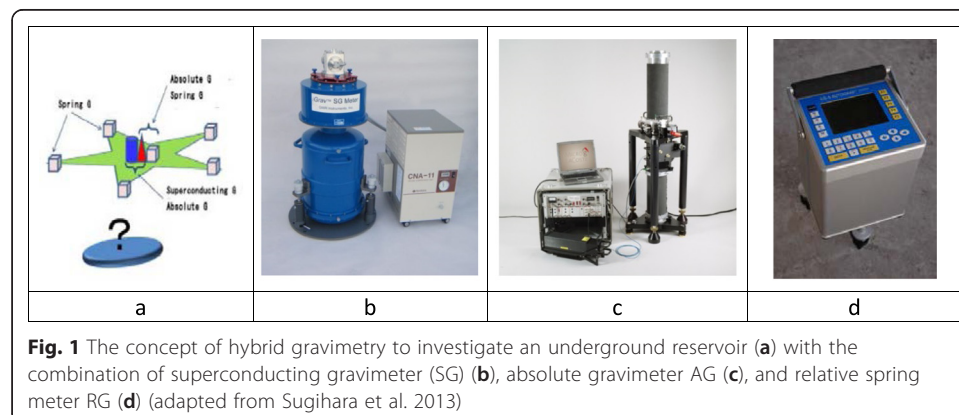 Absolute G
Spring G
Spring G
Superconducting G
Absolute G
?
iGrav™ SG Meter
CNA-11
a
b
c
d
Fig. 1 The concept of hybrid gravimetry to investigate an underground reservoir (a) with the
combination of superconducting gravimeter (SG) (b), absolute gravimeter AG (c), and relative spring
meter RG (d) (adapted from Sugihara et al. 2013)